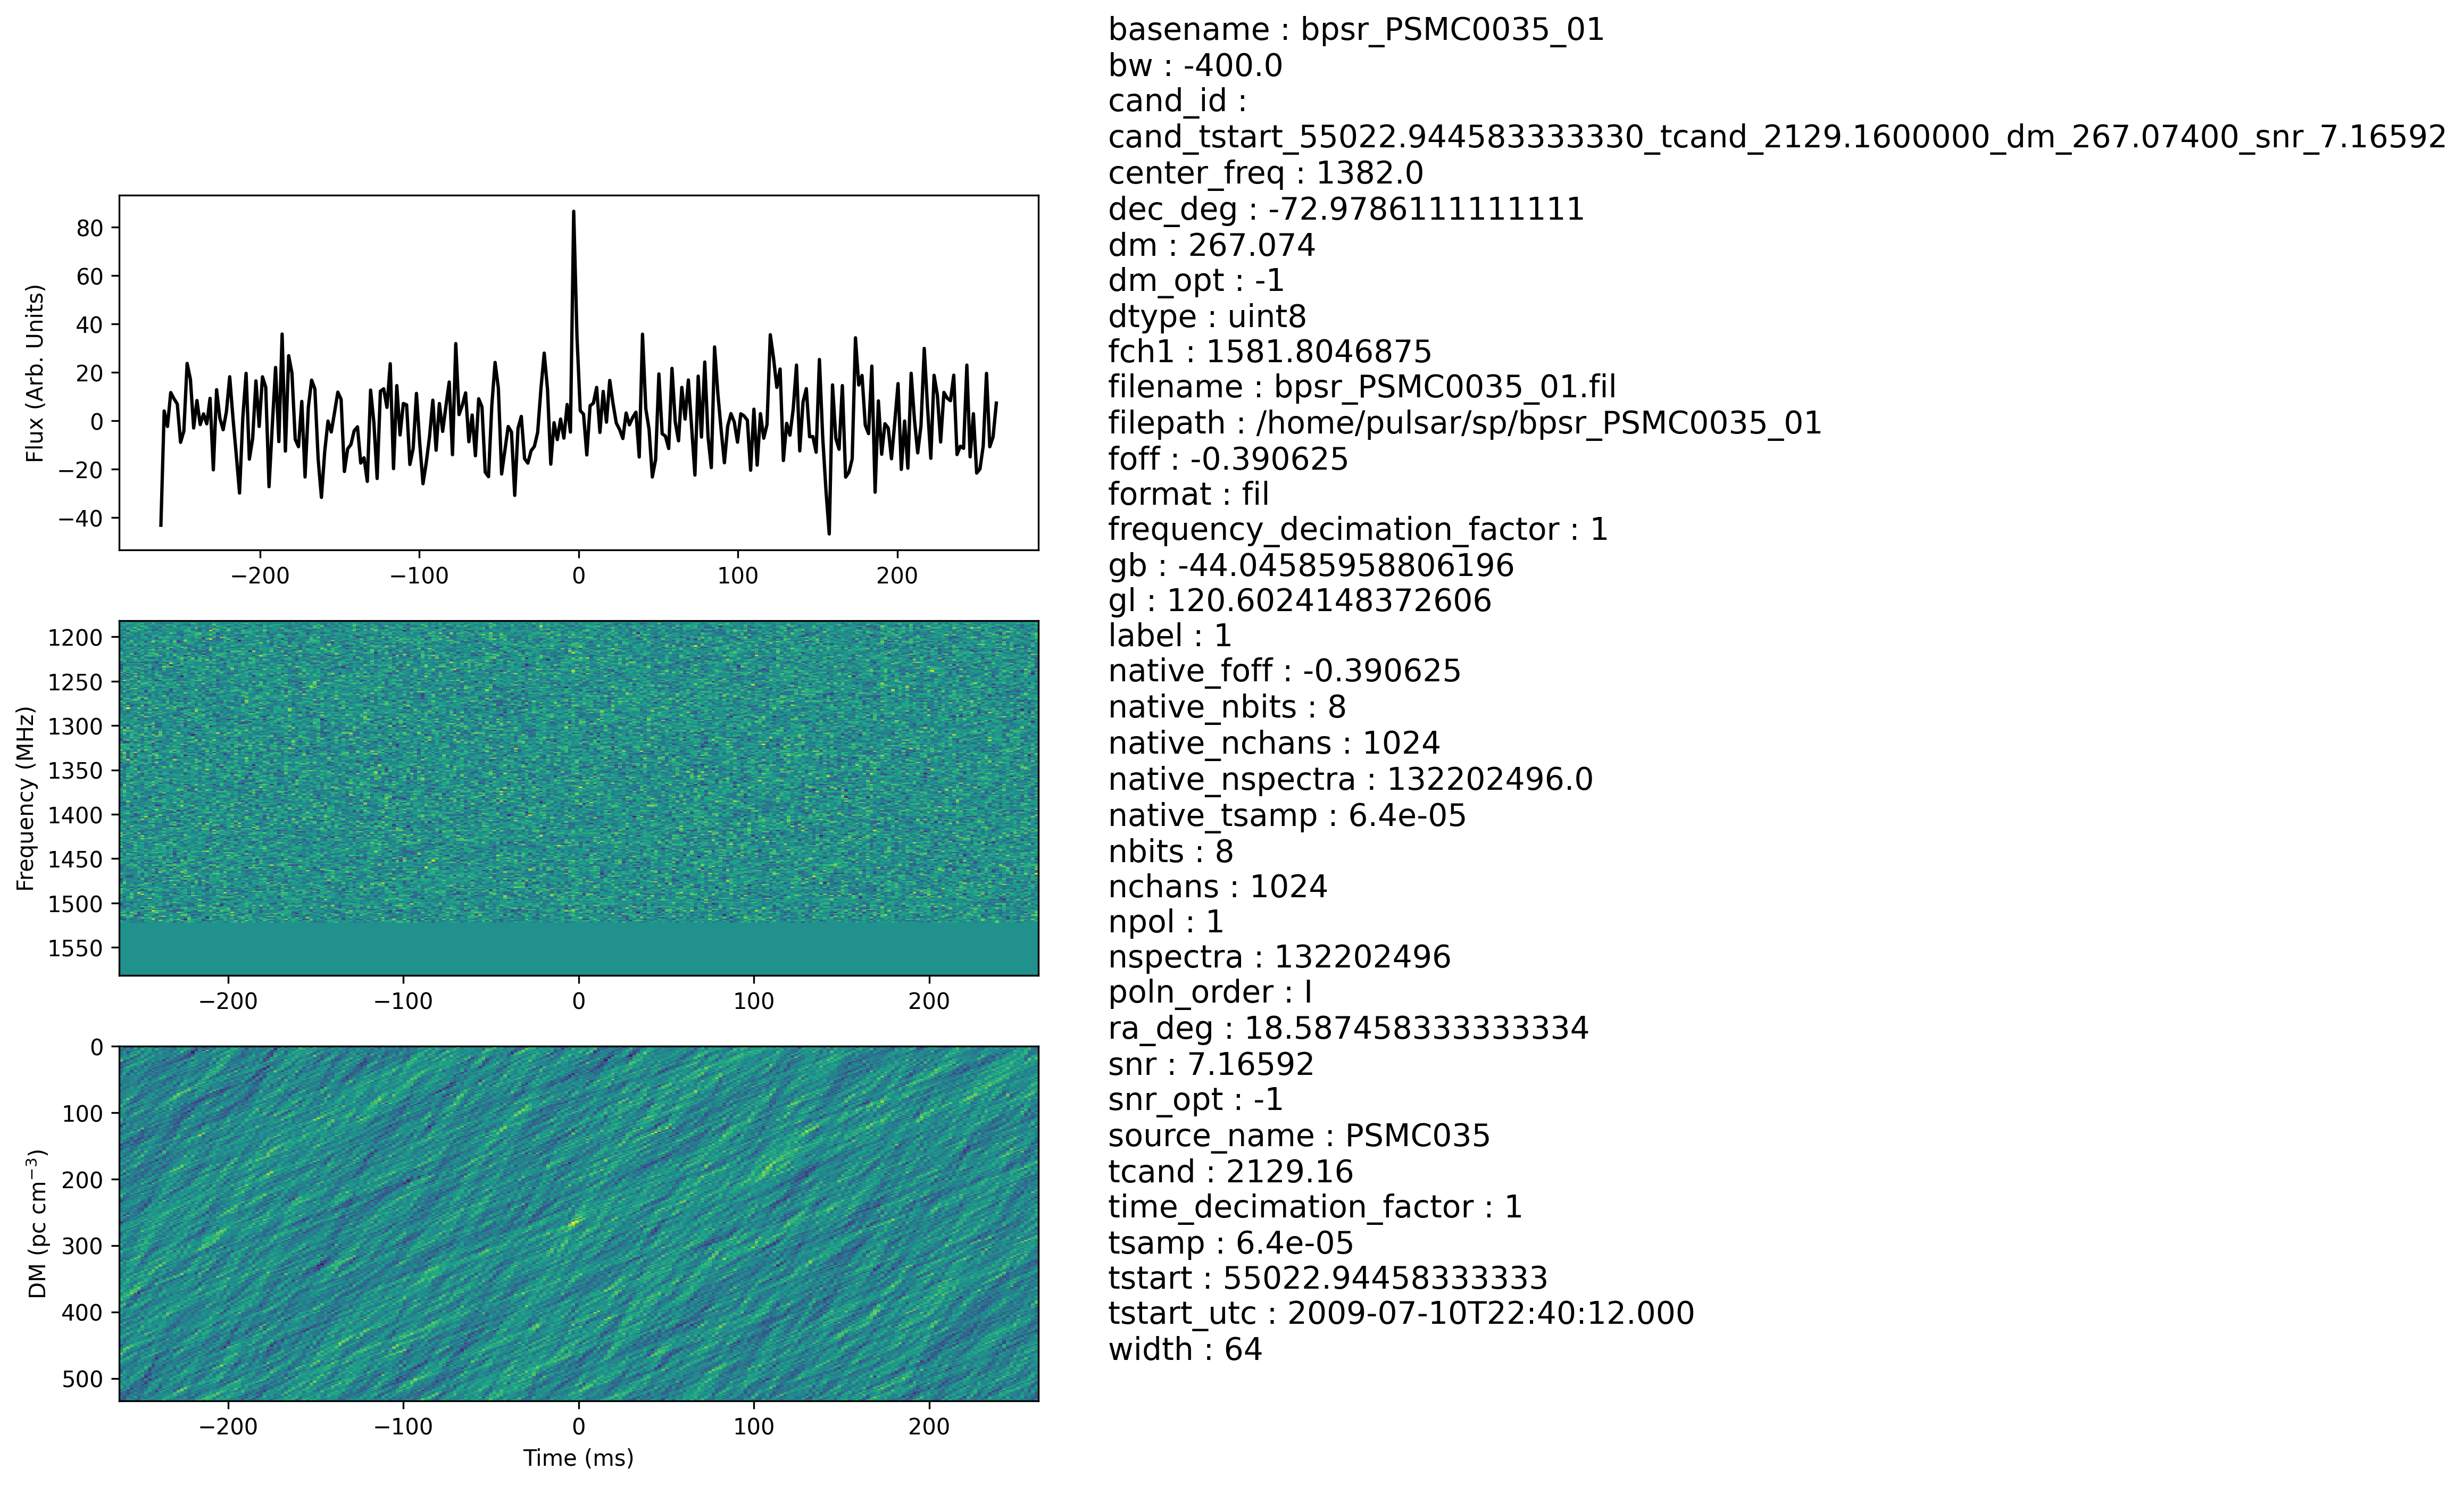 basename : bpsr_PSMC0035_01
bw : -400.0
cand_id :
cand_tstart_55022.944583333330_tcand_2129.1600000_dm_267.07400_snr_7.16592
center_freq : 1382.0
dec_deg : -72.9786111111111
dm : 267.074
dm_opt : -1
dtype : uint8
fch1 : 1581.8046875
filename : bpsr_PSMC0035_01.fil
filepath : /home/pulsar/sp/bpsr_PSMC0035_01
foff : -0.390625
format : fil
frequency_decimation_factor : 1
gb : -44.04585958806196
gl : 120.6024148372606
label : 1
native_foff : -0.390625
native_nbits : 8
native_nchans : 1024
native_nspectra : 132202496.0
native_tsamp : 6.4e-05
nbits : 8
nchans : 1024
npol : 1
nspectra : 132202496
poln_order : I
ra_deg : 18.587458333333334
snr : 7.16592
snr_opt : -1
source_name : PSMC035
tcand : 2129.16
time_decimation_factor : 1
tsamp : 6.4e-05
tstart : 55022.94458333333
tstart_utc : 2009-07-10T22:40:12.000
width : 64
Flux (Arb. Units)
80
60
40
20
0
−20
−40
−200 −100 0 100 200
Frequency (MHz)
1200
1250
1300
1350
1400
1450
1500
1550
−200 −100 0 100 200
DM (pc cm⁻³)
0
100
200
300
400
500
−200 −100 0 100 200
Time (ms)